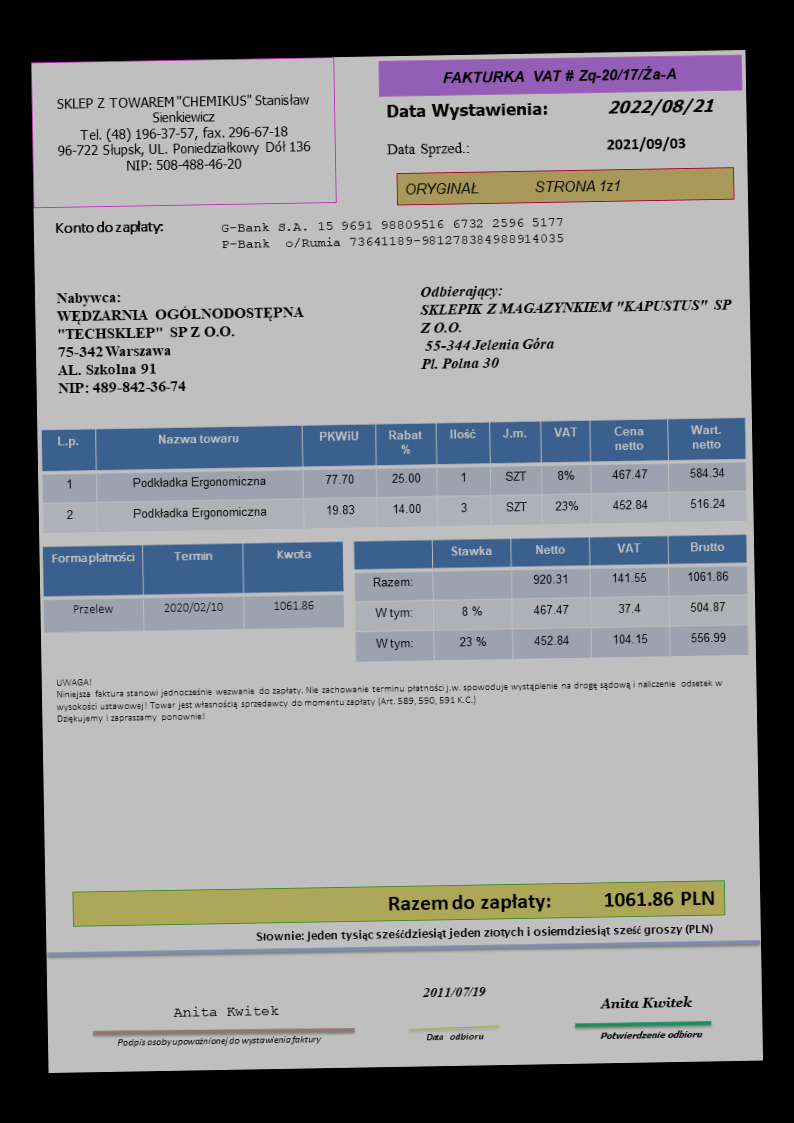 SKLEP Z TOWAREM "CHEMIKUS" Stanisław
Sienkiewicz
Tel. (48) 196-37-57, fax. 296-67-18
96-722 Słupsk, UL. Poniedziałkowy Dół 136
NIP: 508-488-46-20
FAKTURKA VAT # Zq-20/17/Źa-A
Data Wystawienia: 2022/08/21
Data Sprzed.: 2021/09/03
ORYGINAŁ STRONA 1z1
Konto do zapłaty: G-Bank S.A. 15 9691 98809516 6732 2596 5177
P-Bank o/Rumia 73641189-981278384988914035
Nabywca:
WĘDZARNIA OGÓLNODOSTĘPNA
"TECHSKLEP" SP Z O.O.
75-342 Warszawa
AL. Szkolna 91
NIP: 489-842-36-74
Odbierający:
SKLEPIK Z MAGAZYNKIEM "KAPUSTUS" SP
Z O.O.
55-344 Jelenia Góra
Pl. Polna 30
L.p. Nazwa towaru PKWiU Rabat % Ilość J.m. VAT Cena netto Wart. netto
1 Podkładka Ergonomiczna 77.70 25.00 1 SZT 8% 467.47 584.34
2 Podkładka Ergonomiczna 19.83 14.00 3 SZT 23% 452.84 516.24
Forma płatności Termin Kwota
Przelew 2020/02/10 1061.86
Stawka Netto VAT Brutto
Razem: 920.31 141.55 1061.86
W tym: 8 % 467.47 37.4 504.87
W tym: 23 % 452.84 104.15 556.99
UWAGA!
Niniejsza faktura stanowi jednocześnie wezwanie do zapłaty. Nie zachowanie terminu płatności j.w. spowoduje wystąpienie na drogę sądową i naliczenie odsetek w
wysokości ustawowej! Towar jest własnością sprzedawcy do momentu zapłaty (Art. 589, 590, 591 K.C.)
Dziękujemy i zapraszamy ponownie!
Razem do zapłaty: 1061.86 PLN
Słownie: Jeden tysiąc sześćdziesiąt jeden złotych i osiemdziesiąt sześć groszy (PLN)
Anita Kwitek
Podpis osoby upoważnionej do wystawienia faktury
2011/07/19
Data odbioru
Anita Kwitek
Potwierdzenie odbioru